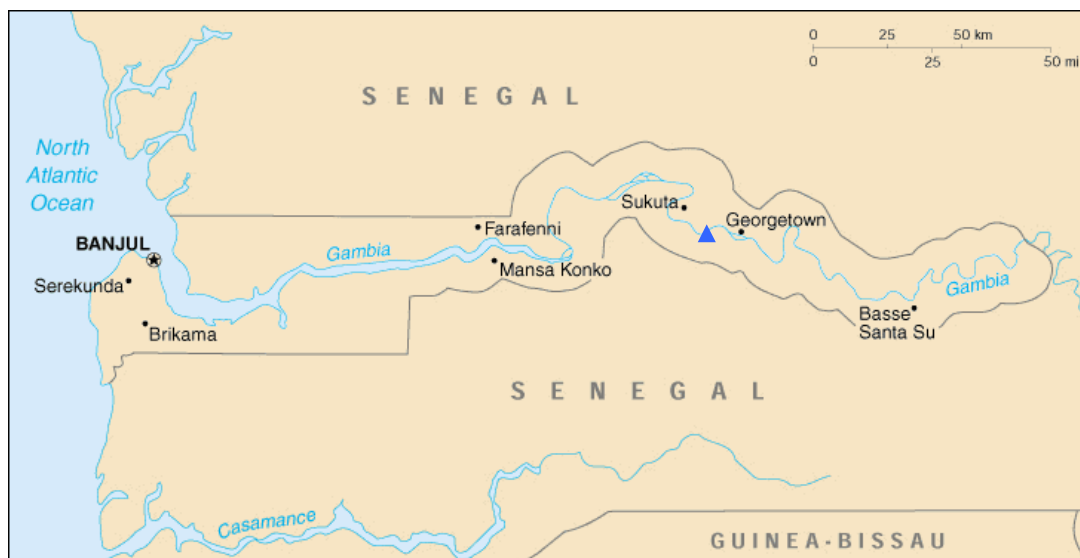 0 25 50 km
0 25 50 mi
SENEGAL
North
Atlantic
Ocean
Sukuta
Georgetown
Farafenni
BANJUL
Gambia
Mansa Konko
Serekunda
Gambia
Basse
Santa Su
Brikama
SENEGAL
Casamance
GUINEA-BISSAU